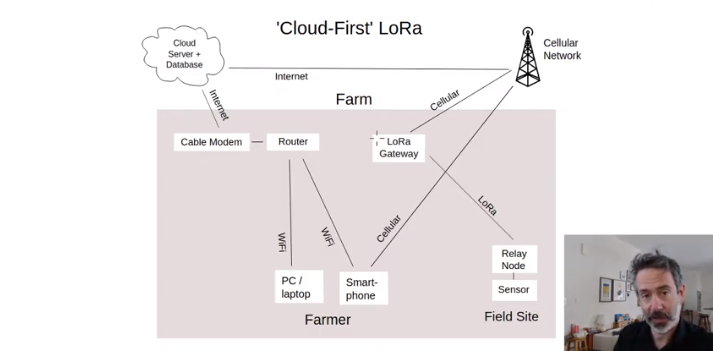 'Cloud-First' LoRa
Cloud
Server +
Database
Cellular
Network
Internet
Internet
Farm
Cellular
Cable Modem
Router
LoRa
Gateway
LoRa
WiFi
WiFi
Cellular
Relay
Node
PC /
laptop
Smart-
phone
Sensor
Farmer
Field Site